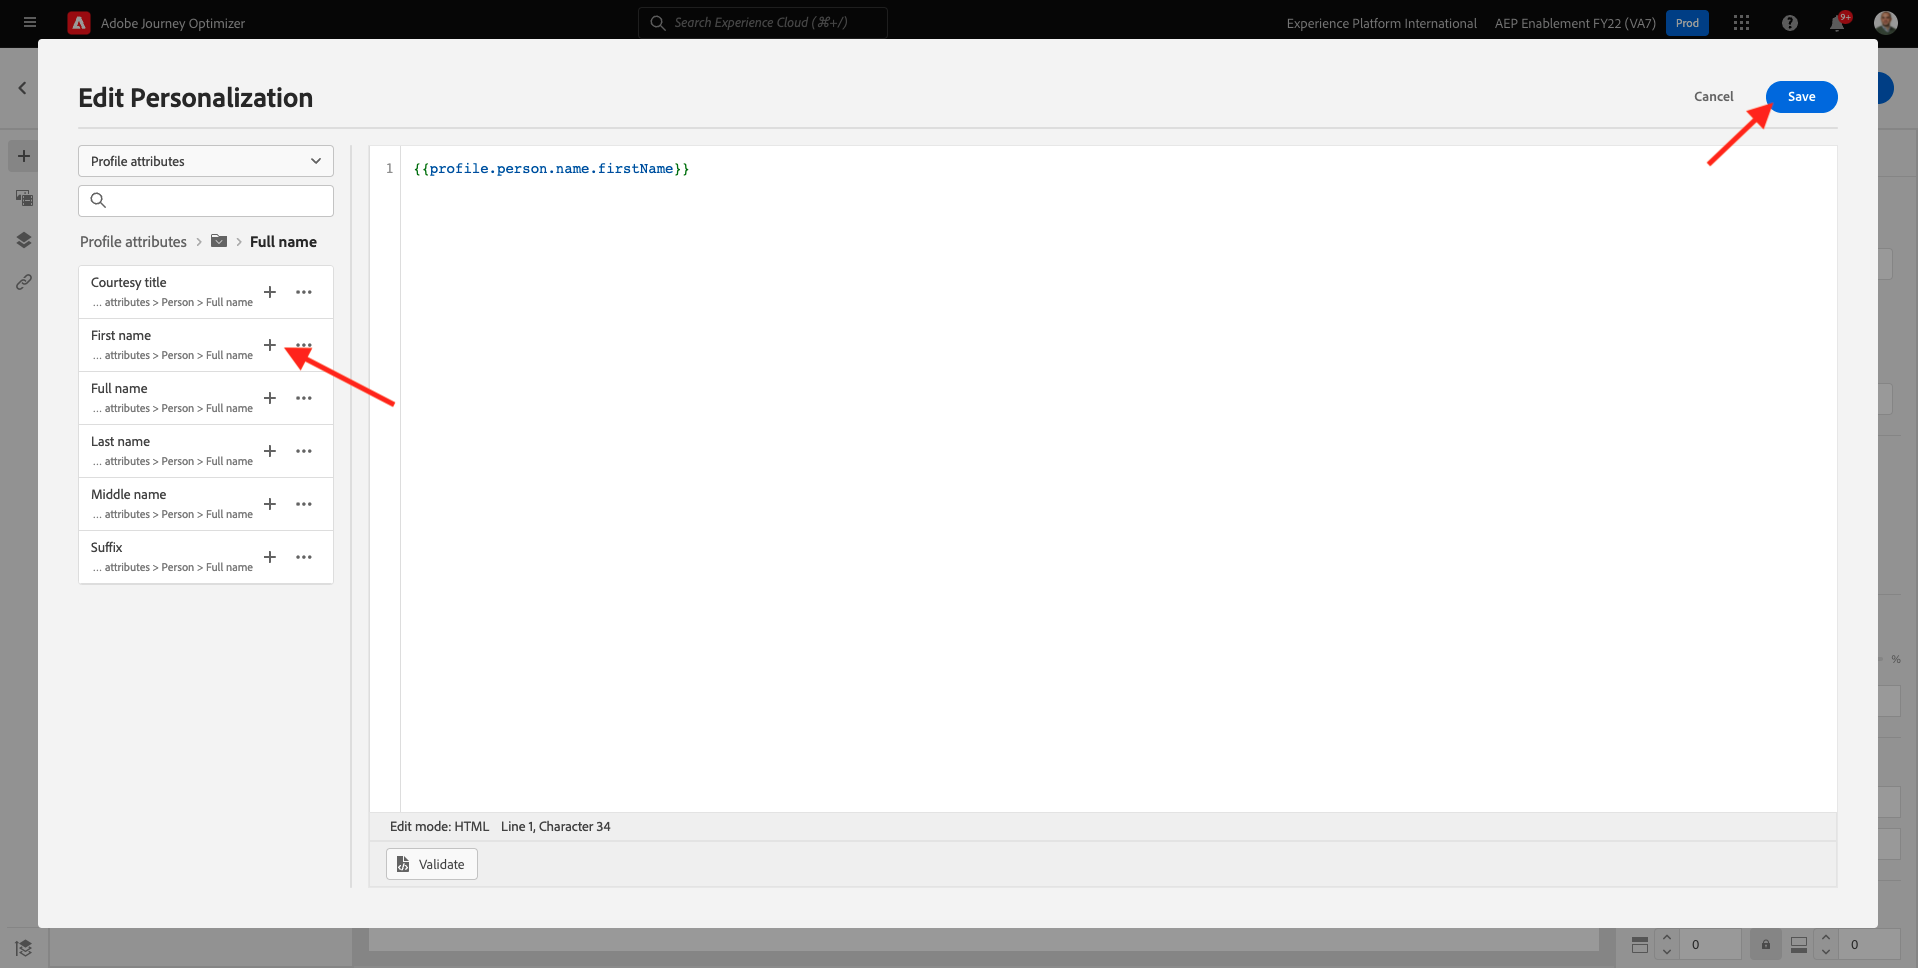 Adobe Journey Optimizer
Search Experience Cloud (⌘+/)
Experience Platform International
AEP Enablement FY22 (VA7)
Prod
9+
Edit Personalization
Cancel
Save
Profile attributes
Profile attributes > > Full name
Courtesy title
... attributes > Person > Full name
First name
... attributes > Person > Full name
Full name
... attributes > Person > Full name
Last name
... attributes > Person > Full name
Middle name
... attributes > Person > Full name
Suffix
... attributes > Person > Full name
1 {{profile.person.name.firstName}}
Edit mode: HTML Line 1, Character 34
Validate
%
0
0